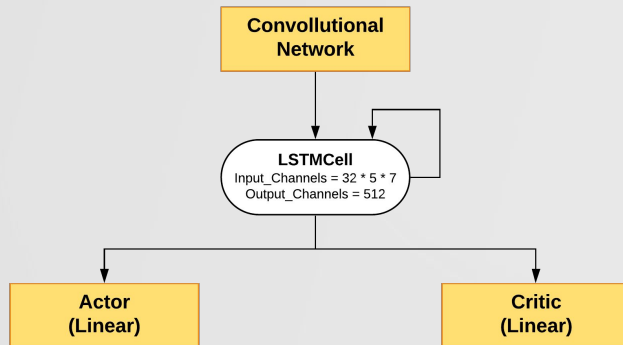 Convollutional
Network
LSTMCell
Input_Channels = 32 * 5 * 7
Output_Channels = 512
Actor
(Linear)
Critic
(Linear)